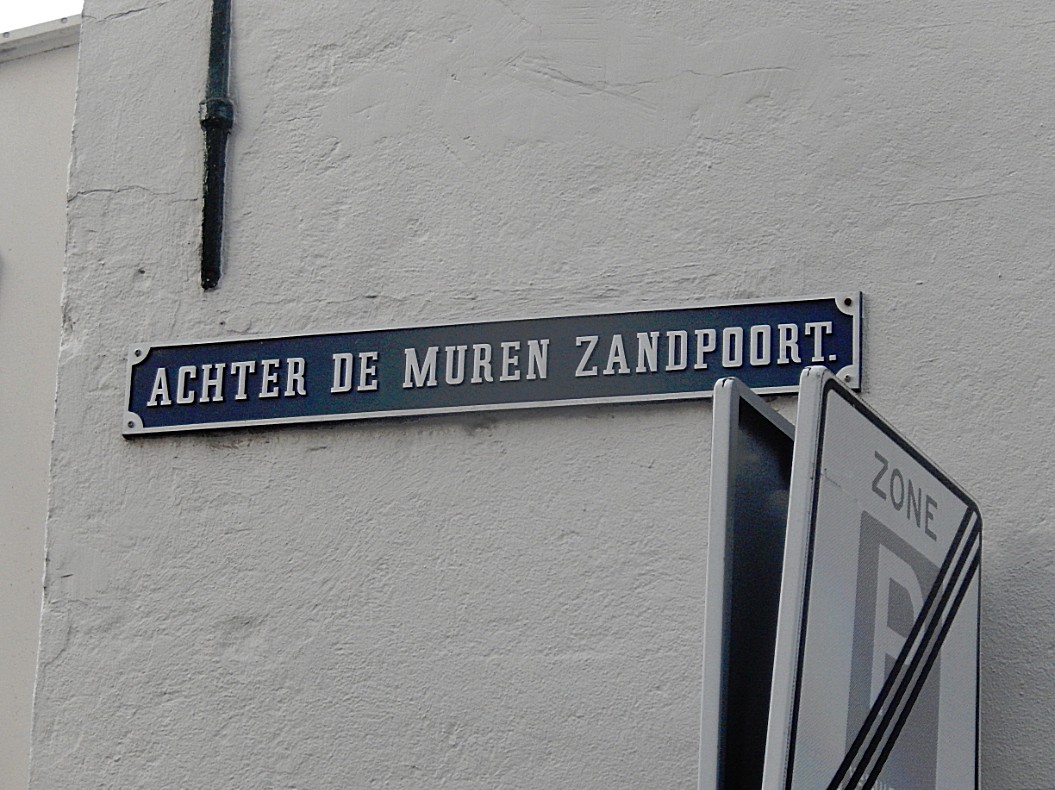 ACHTER DE MUREN ZANDPOORT.
ZONE
P